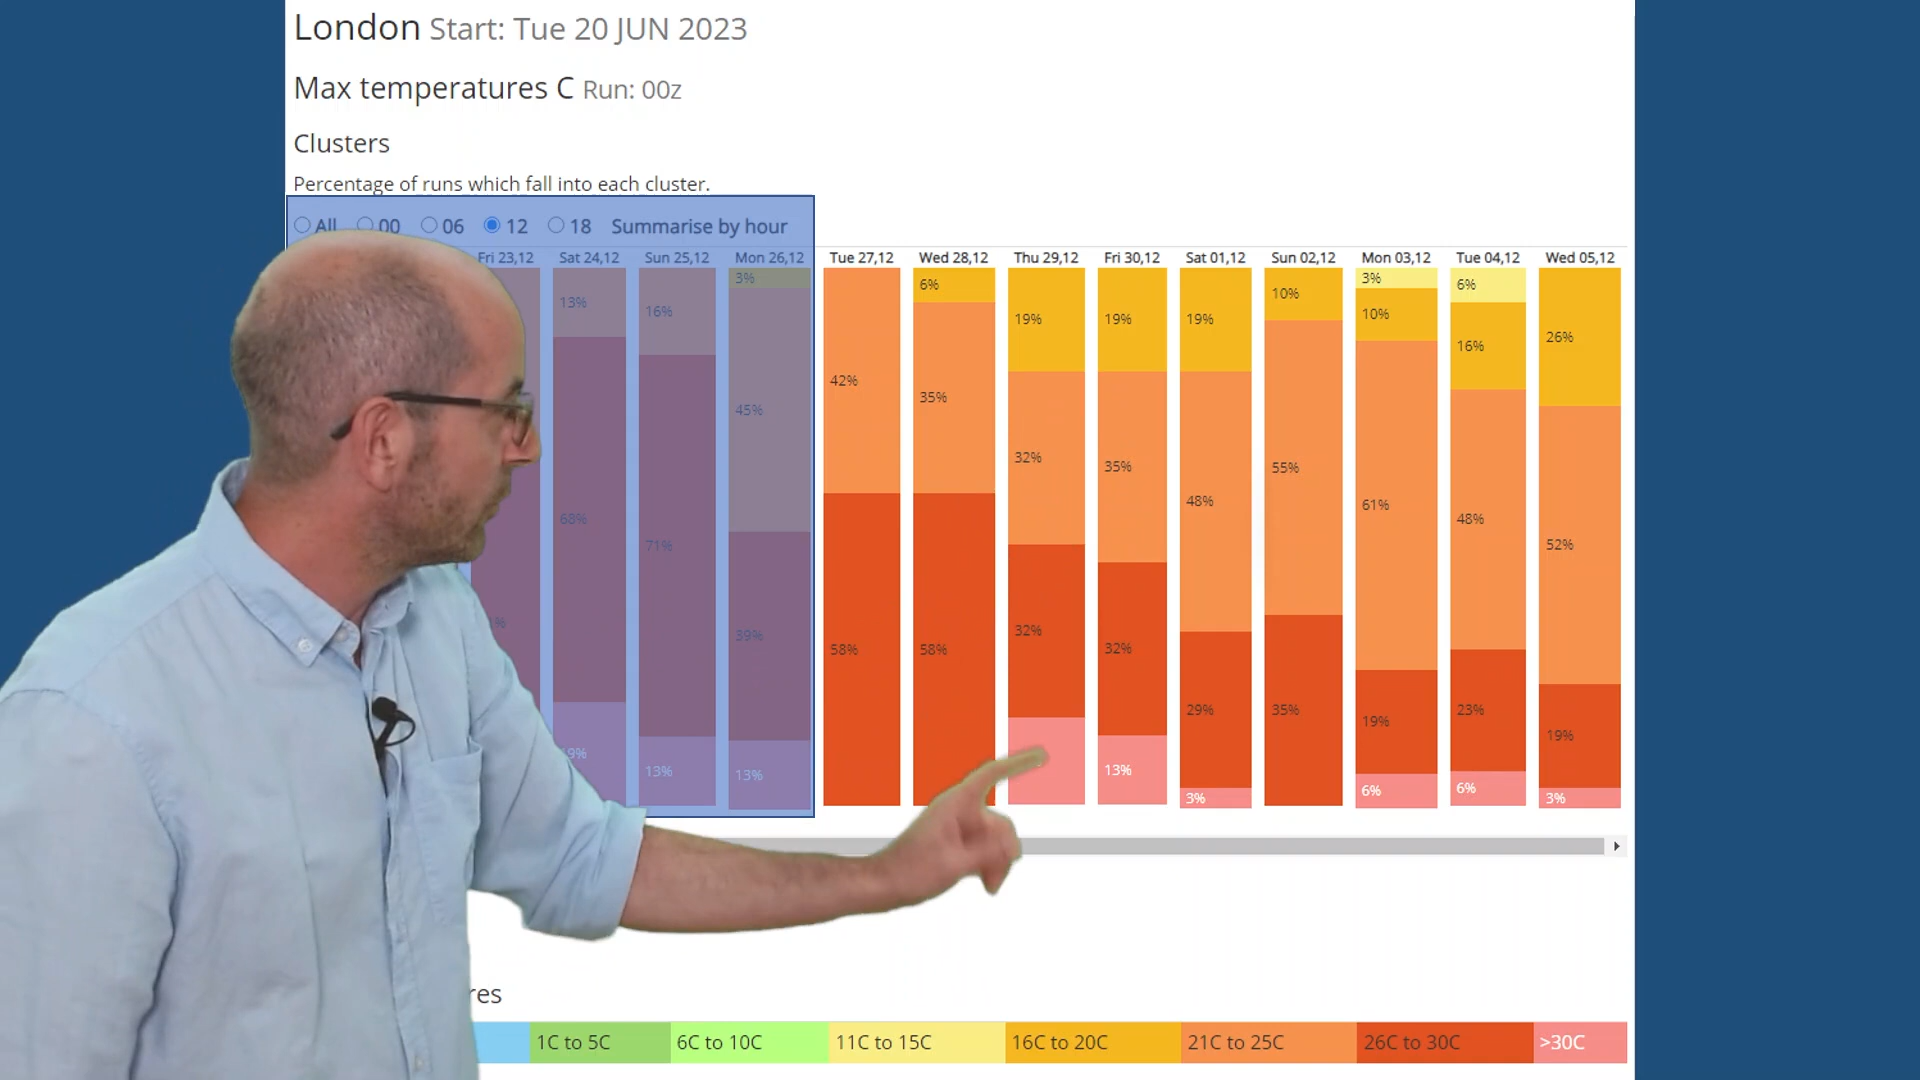 London Start: Tue 20 JUN 2023
Max temperatures C Run: 00z
Clusters
Percentage of runs which fall into each cluster.
All 00 06 12 18 Summarise by hour
Fri 23,12 Sat 24,12 Sun 25,12 Mon 26,12 Tue 27,12 Wed 28,12 Thu 29,12 Fri 30,12 Sat 01,12 Sun 02,12 Mon 03,12 Tue 04,12 Wed 05,12
13% 68%
16% 71% 13%
3% 45% 39% 13%
42% 58%
6% 35% 58%
19% 32% 32%
19% 35% 32% 13%
19% 48% 29% 3%
10% 55% 35%
3% 10% 61% 19% 6%
6% 16% 48% 23% 6%
26% 52% 19% 3%
1C to 5C 6C to 10C 11C to 15C 16C to 20C 21C to 25C 26C to 30C >30C